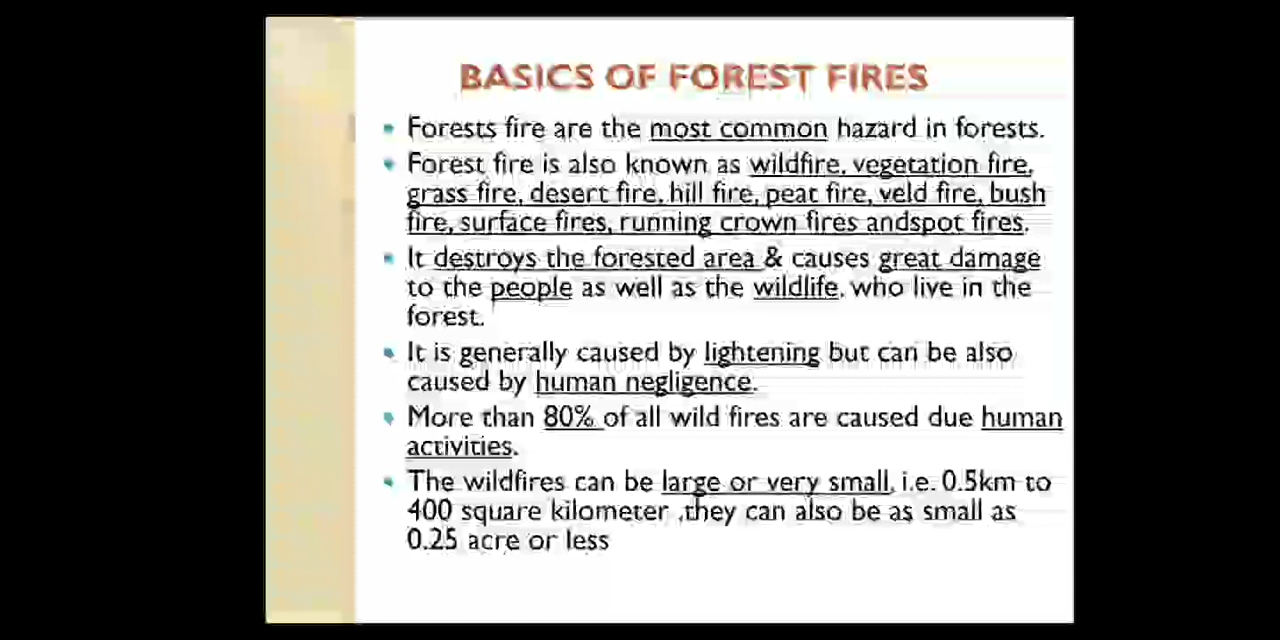 BASICS OF FOREST FIRES
• Forests fire are the most common hazard in forests.
• Forest fire is also known as wildfire, vegetation fire,
grass fire, desert fire, hill fire, peat fire, veld fire, bush
fire, surface fires, running crown fires andspot fires.
• It destroys the forested area & causes great damage
to the people as well as the wildlife, who live in the
forest.
• It is generally caused by lightening but can be also
caused by human negligence.
• More than 80% of all wild fires are caused due human
activities.
• The wildfires can be large or very small, i.e. 0.5km to
400 square kilometer ,they can also be as small as
0.25 acre or less